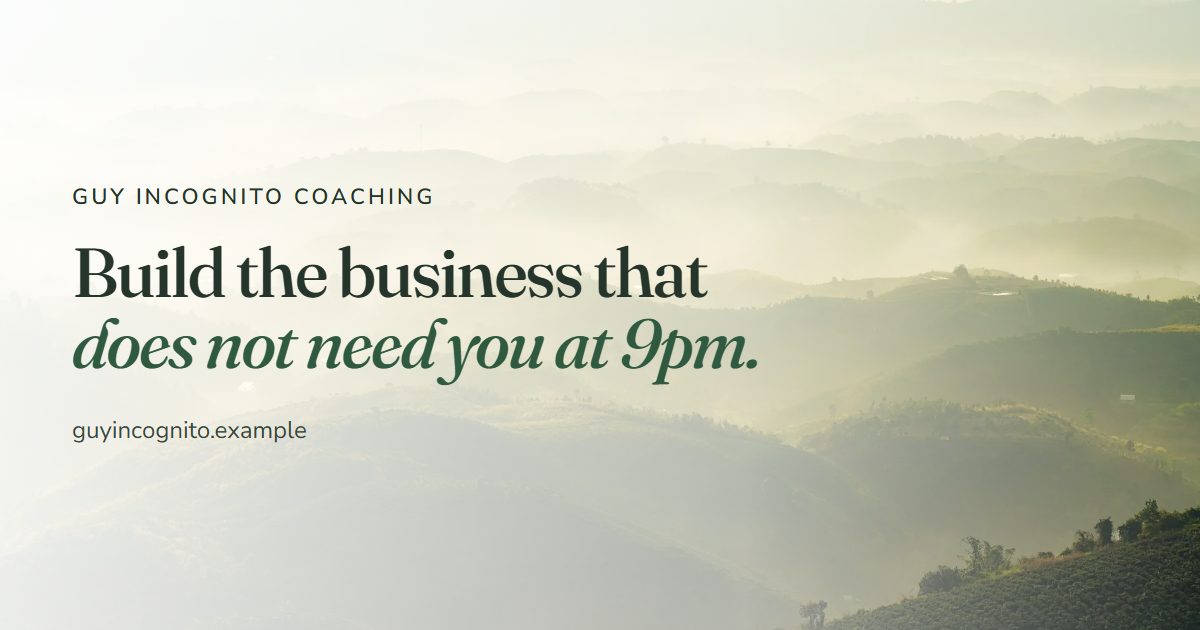 GUY INCOGNITO COACHING
Build the business that
does not need you at 9pm.
guyincognito.example